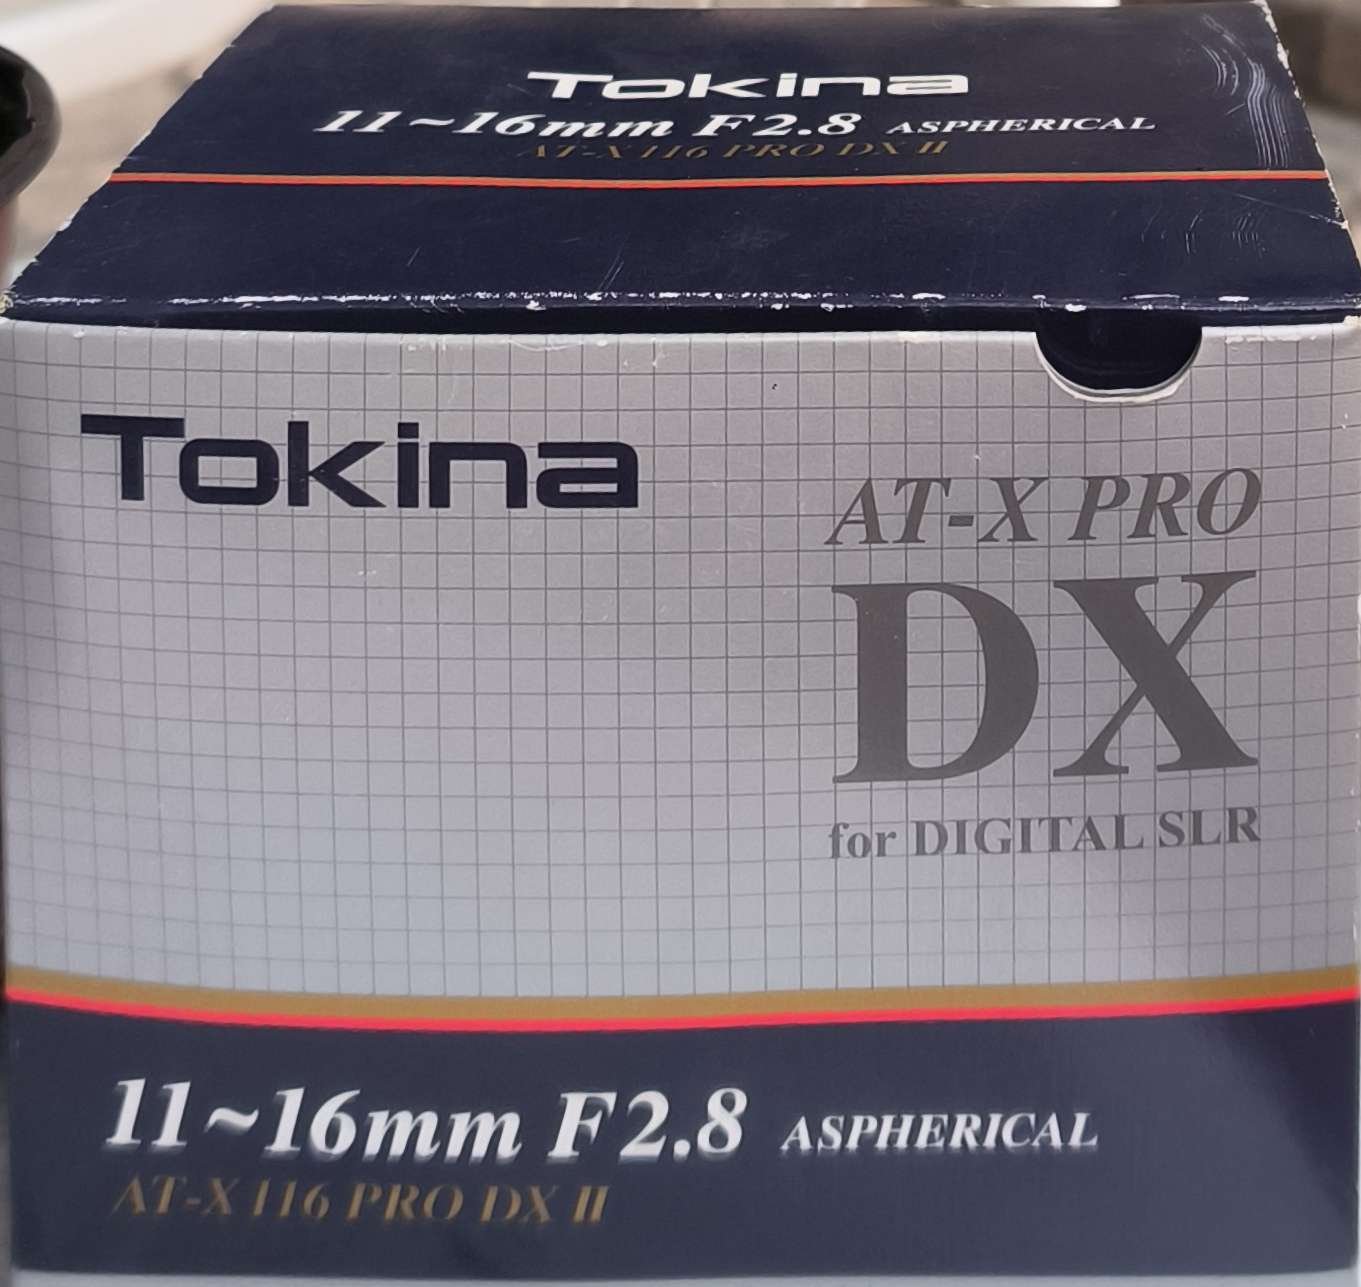 Tokina
11~16mm F2.8 ASPHERICAL
AT-X 116 PRO DX II
Tokina
AT-X PRO
DX
for DIGITAL SLR
11~16mm F2.8 ASPHERICAL
AT-X 116 PRO DX II